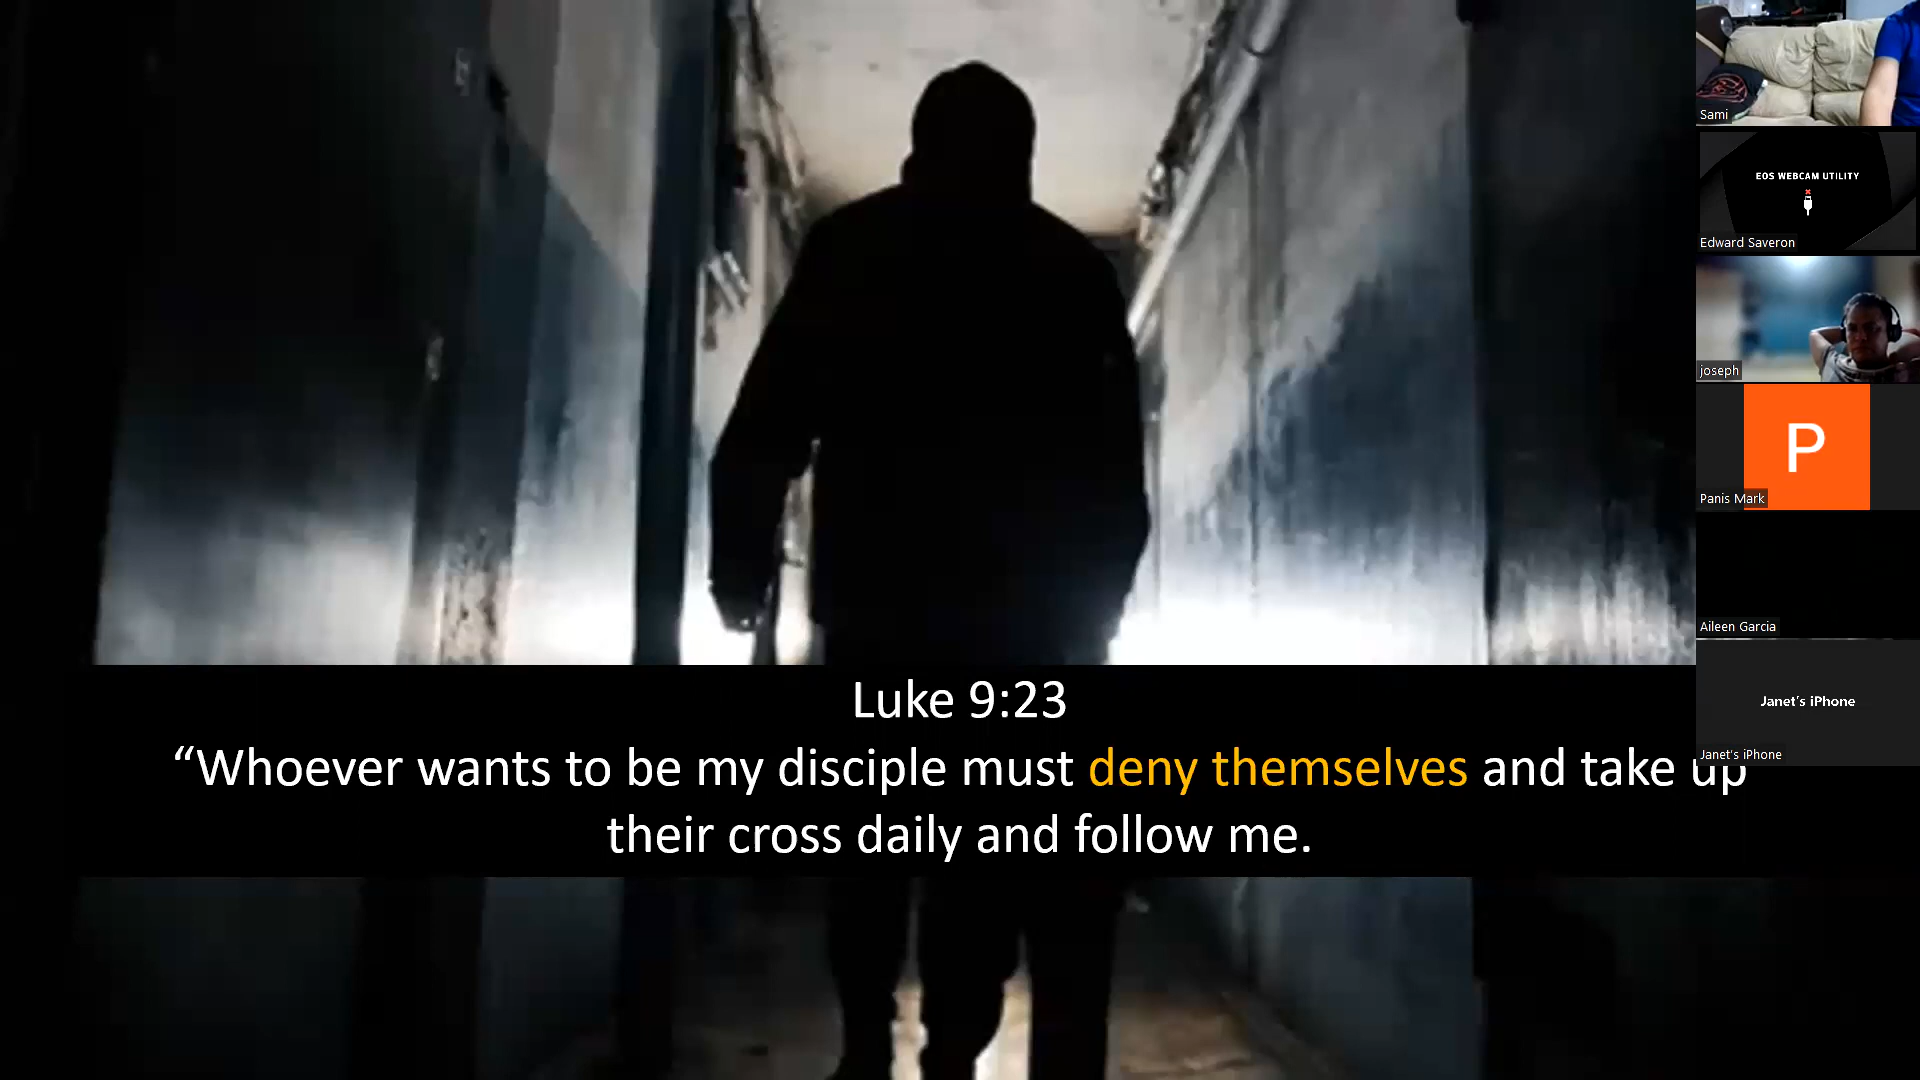 Luke 9:23
“Whoever wants to be my disciple must deny themselves and take up
their cross daily and follow me.
Sami
EOS WEBCAM UTILITY
Edward Saveron
joseph
P
Panis Mark
Aileen Garcia
Janet's iPhone
Janet's iPhone